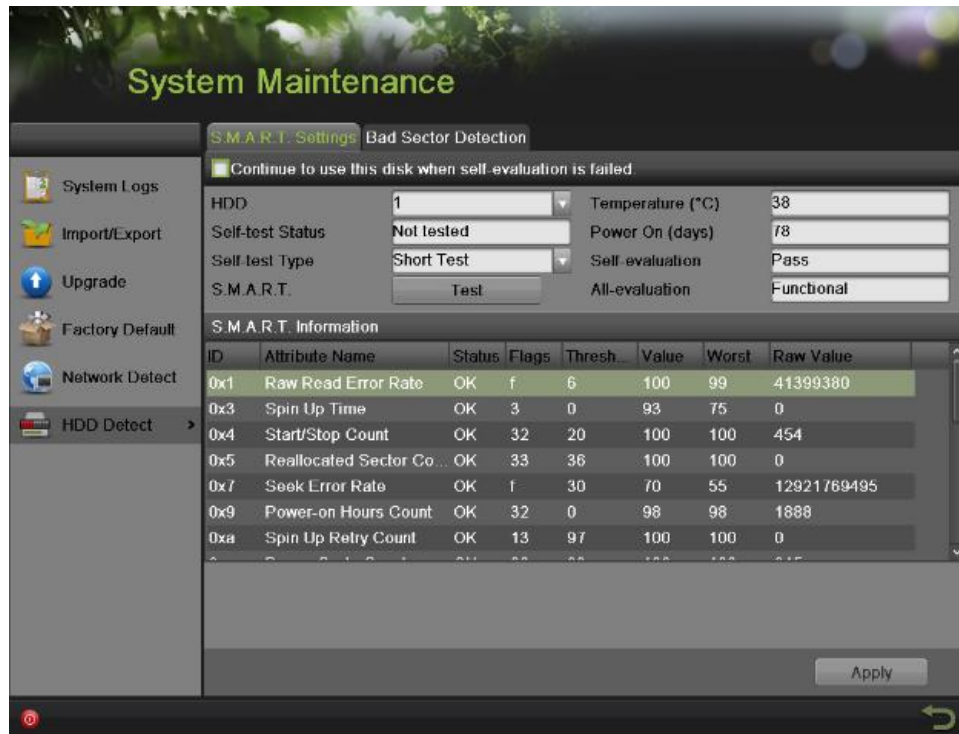 System Maintenance
S.M.A.R.T. Settings Bad Sector Detection
Continue to use this disk when self-evaluation is failed.
System Logs
Import/Export
Upgrade
Factory Default
Network Detect
HDD Detect >
HDD 1 Temperature (°C) 38
Self-test Status Not tested Power On (days) 78
Self-test Type Short Test Self-evaluation Pass
S.M.A.R.T. Test All-evaluation Functional
S.M.A.R.T. Information
ID Attribute Name Status Flags Thresh... Value Worst Raw Value
0x1 Raw Read Error Rate OK f 6 100 99 41399380
0x3 Spin Up Time OK 3 0 93 75 0
0x4 Start/Stop Count OK 32 20 100 100 454
0x5 Reallocated Sector Co... OK 33 36 100 100 0
0x7 Seek Error Rate OK f 30 70 55 12921769495
0x9 Power-on Hours Count OK 32 0 98 98 1888
0xa Spin Up Retry Count OK 13 97 100 100 0
Apply